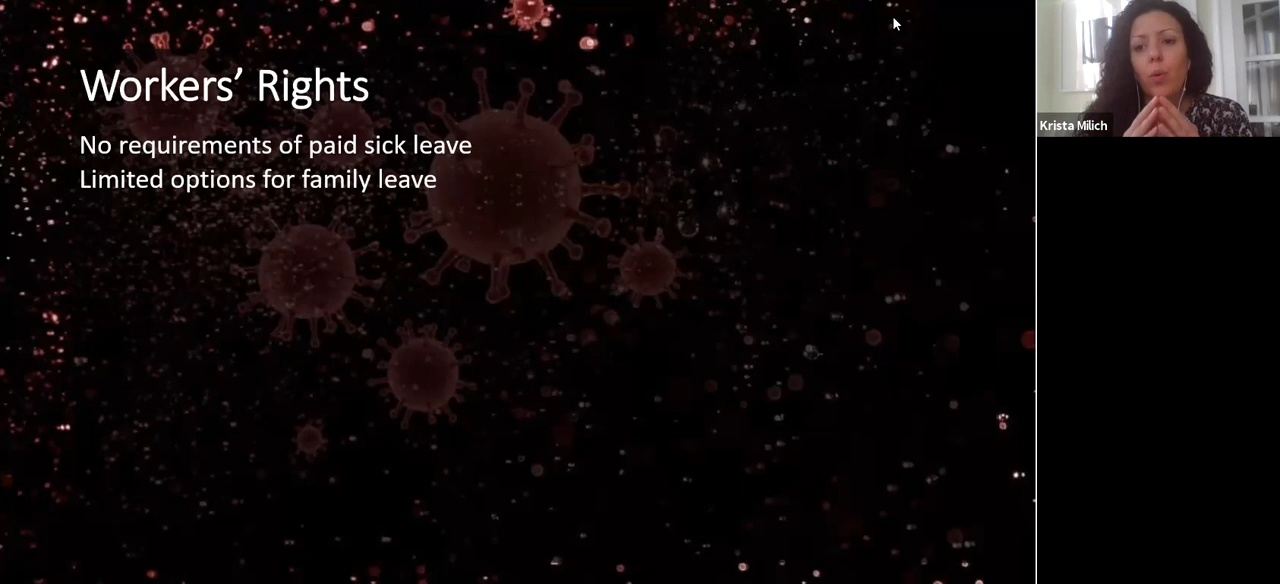 Workers’ Rights
No requirements of paid sick leave
Limited options for family leave
Krista Milich